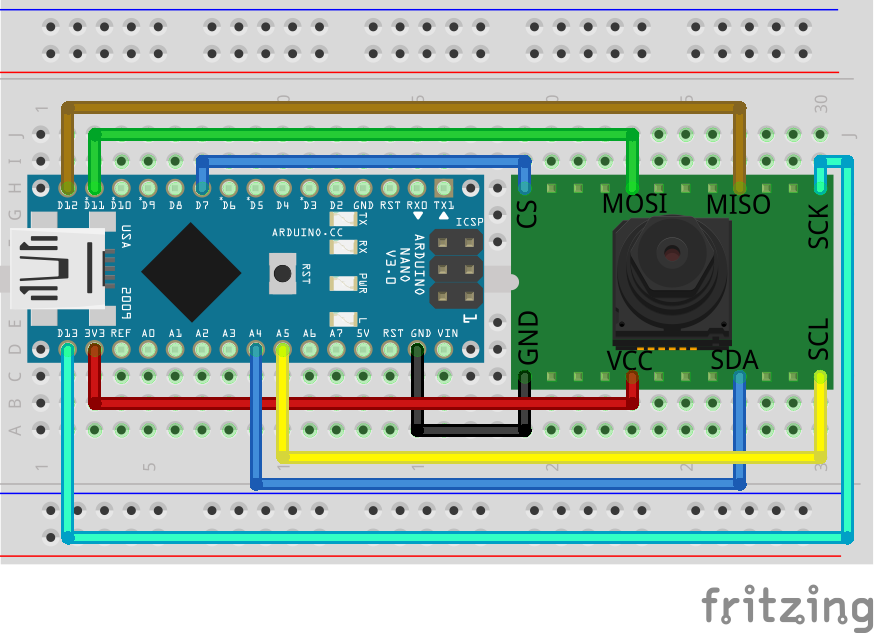 1 10 15 20 25 30
J J
I
H
G
F
D12 D11 D10 D9 D8 D7 D6 D5 D4 D3 D2 GND RST RX0 TX1
CS MOSI MISO SCK
TX
ICSP
ARDUINO.CC
USA
RX
ARDUINO
NANO
V3.0
RST
PWR
2009
L
1
E
D13 3V3 REF A0 A1 A2 A3 A4 A5 A6 A7 5V RST GND VIN
GND VCC SDA SCL
D
C
B
A
1 5
fritzing